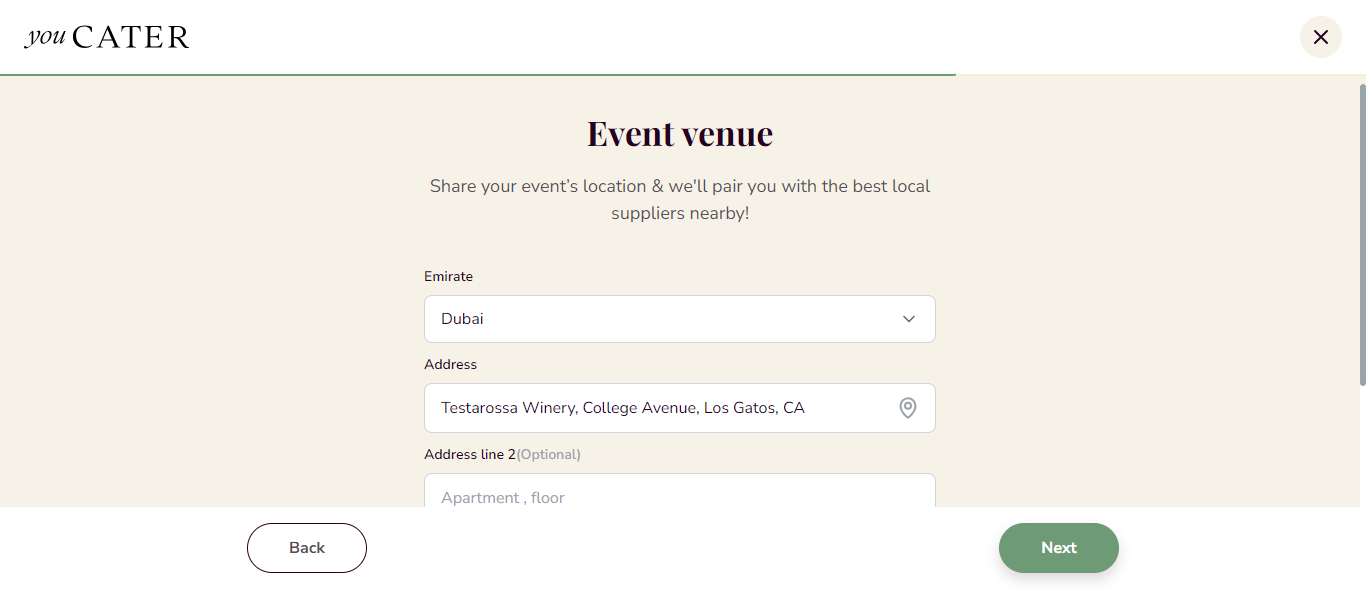 you CATER
Event venue
Share your event’s location & we'll pair you with the best local
suppliers nearby!
Emirate
Dubai
Address
Testarossa Winery, College Avenue, Los Gatos, CA
Address line 2(Optional)
Apartment , floor
Back
Next